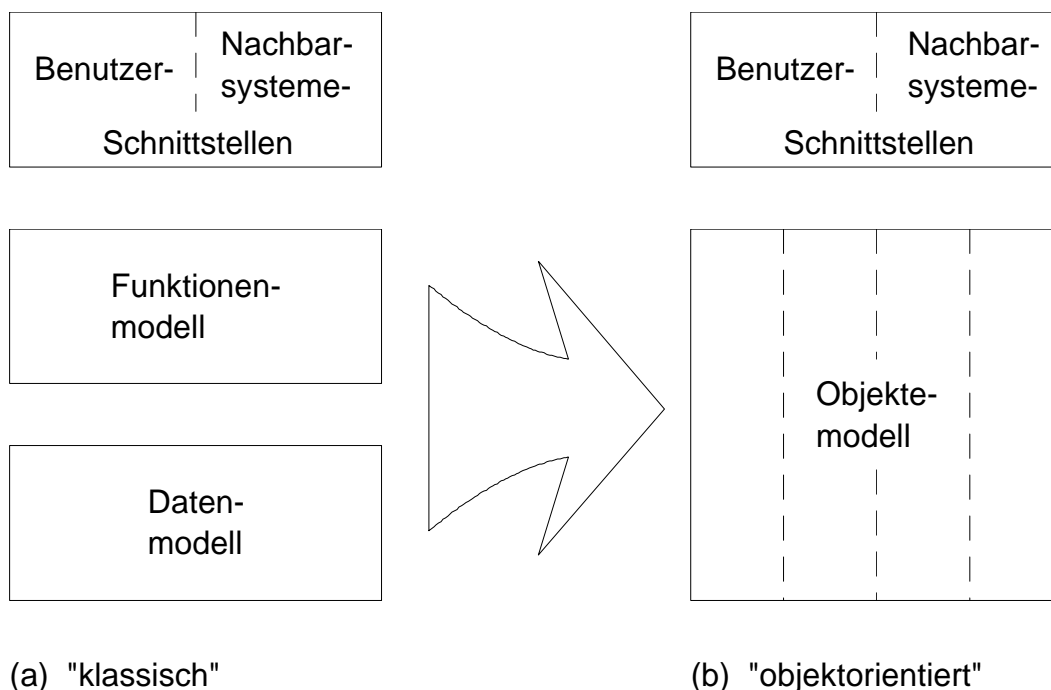 Benutzer-
Nachbar-
systeme-
Schnittstellen
Funktionen-
modell
Daten-
modell
(a) "klassisch"
Benutzer-
Nachbar-
systeme-
Schnittstellen
Objekte-
modell
(b) "objektorientiert"